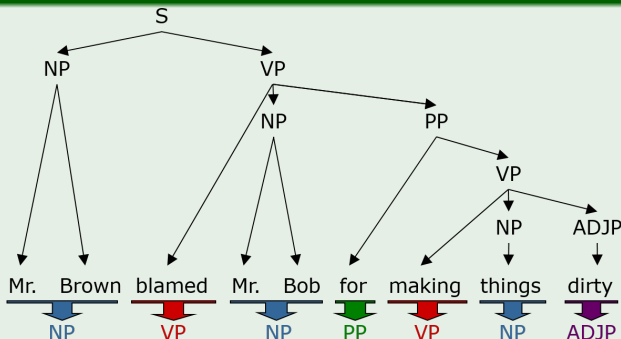 S
NP VP
NP PP
VP
NP ADJP
Mr. Brown blamed Mr. Bob for making things dirty
NP VP NP PP VP NP ADJP